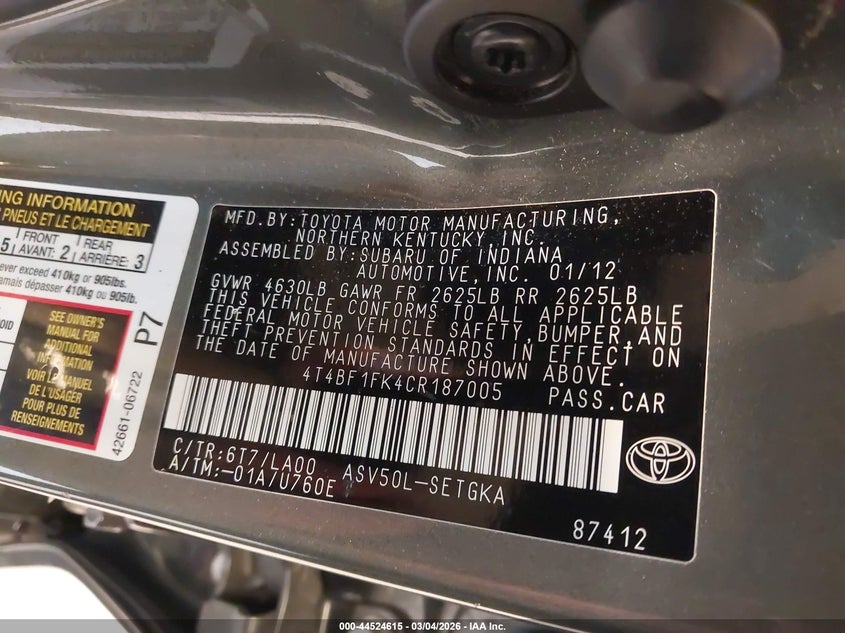 ING INFORMATION
PNEUS ET LE CHARGEMENT
5 FRONT AVANT: 2 REAR ARRIÈRE: 3
ever exceed 410kg or 905lbs.
amais dépasser 410kg ou 905lb.
SEE OWNER'S
MANUAL FOR
ADDITIONAL
INFORMATION
VOIR LE MANUEL
DE L'USAGER
POUR PLUS DE
RENSEIGNEMENTS
P7
42661-06722
MFD.BY:TOYOTA MOTOR MANUFACTURING,
NORTHERN KENTUCKY, INC.
ASSEMBLED BY:SUBARU OF INDIANA
AUTOMOTIVE, INC. 01/12
GVWR 4630LB GAWR FR 2625LB RR 2625LB
THIS VEHICLE CONFORMS TO ALL APPLICABLE
FEDERAL MOTOR VEHICLE SAFETY,BUMPER,AND
THEFT PREVENTION STANDARDS IN EFFECT ON
THE DATE OF MANUFACTURE SHOWN ABOVE.
4T4BF1FK4CR187005 PASS.CAR
C/TR:6T7/LA00 ASV50L-SETGKA
A/TM:-01A/U760E
87412
000-44524615 - 03/04/2026 - IAA Inc.